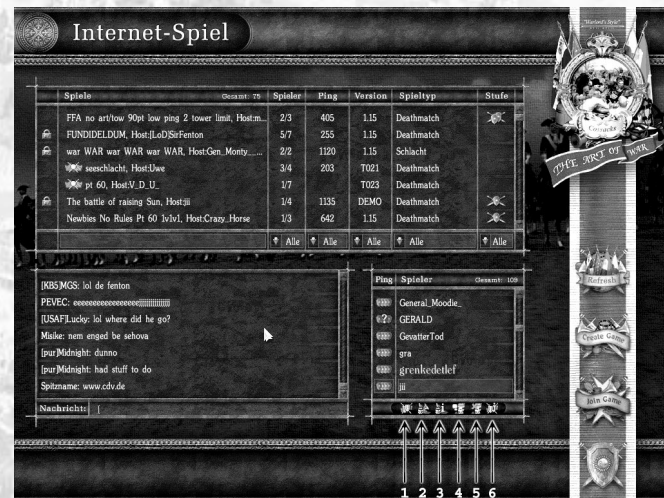 "Warlord's Style"
Internet-Spiel
Cossacks
THE ART OF WAR
Spiele Gesamt: 75 Spieler Ping Version Spieltyp Stufe
FFA no art/tow 90pt low ping 2 tower limit, Host:m... 2/3 405 1.15 Deathmatch
FUNDIDELDUM, Host:[LoD]SirFenton 5/7 255 1.15 Deathmatch
war WAR war WAR war WAR, Host:Gen_Monty_... 2/2 1120 1.15 Schlacht
seeschlacht, Host:Uwe 3/4 203 T021 Deathmatch
pt 60, Host:V_D_U_ 1/7 T023 Deathmatch
The battle of raising Sun, Host:jii 1/4 1135 DEMO Deathmatch
Newbies No Rules Pt 60 1v1v1, Host:Crazy_Horse 1/3 642 1.15 Deathmatch
Alle Alle Alle Alle Alle
[KB5]MGS: lol de fenton
PEVEC: eeeeeeeeeeeeeeeee;;;;;;;;;;;;;;;;
[USAF]Lucky: lol where did he go?
Misike: nem enged be sehova
[pur]Midnight: dunno
[pur]Midnight: had stuff to do
Spitzname: www.cdv.de
Nachricht:
Ping Spieler Gesamt: 109
General_Moodie_
GERALD
GevatterTod
gra
grenkedetlef
jii
Refresh
Create Game
Join Game
1 2 3 4 5 6